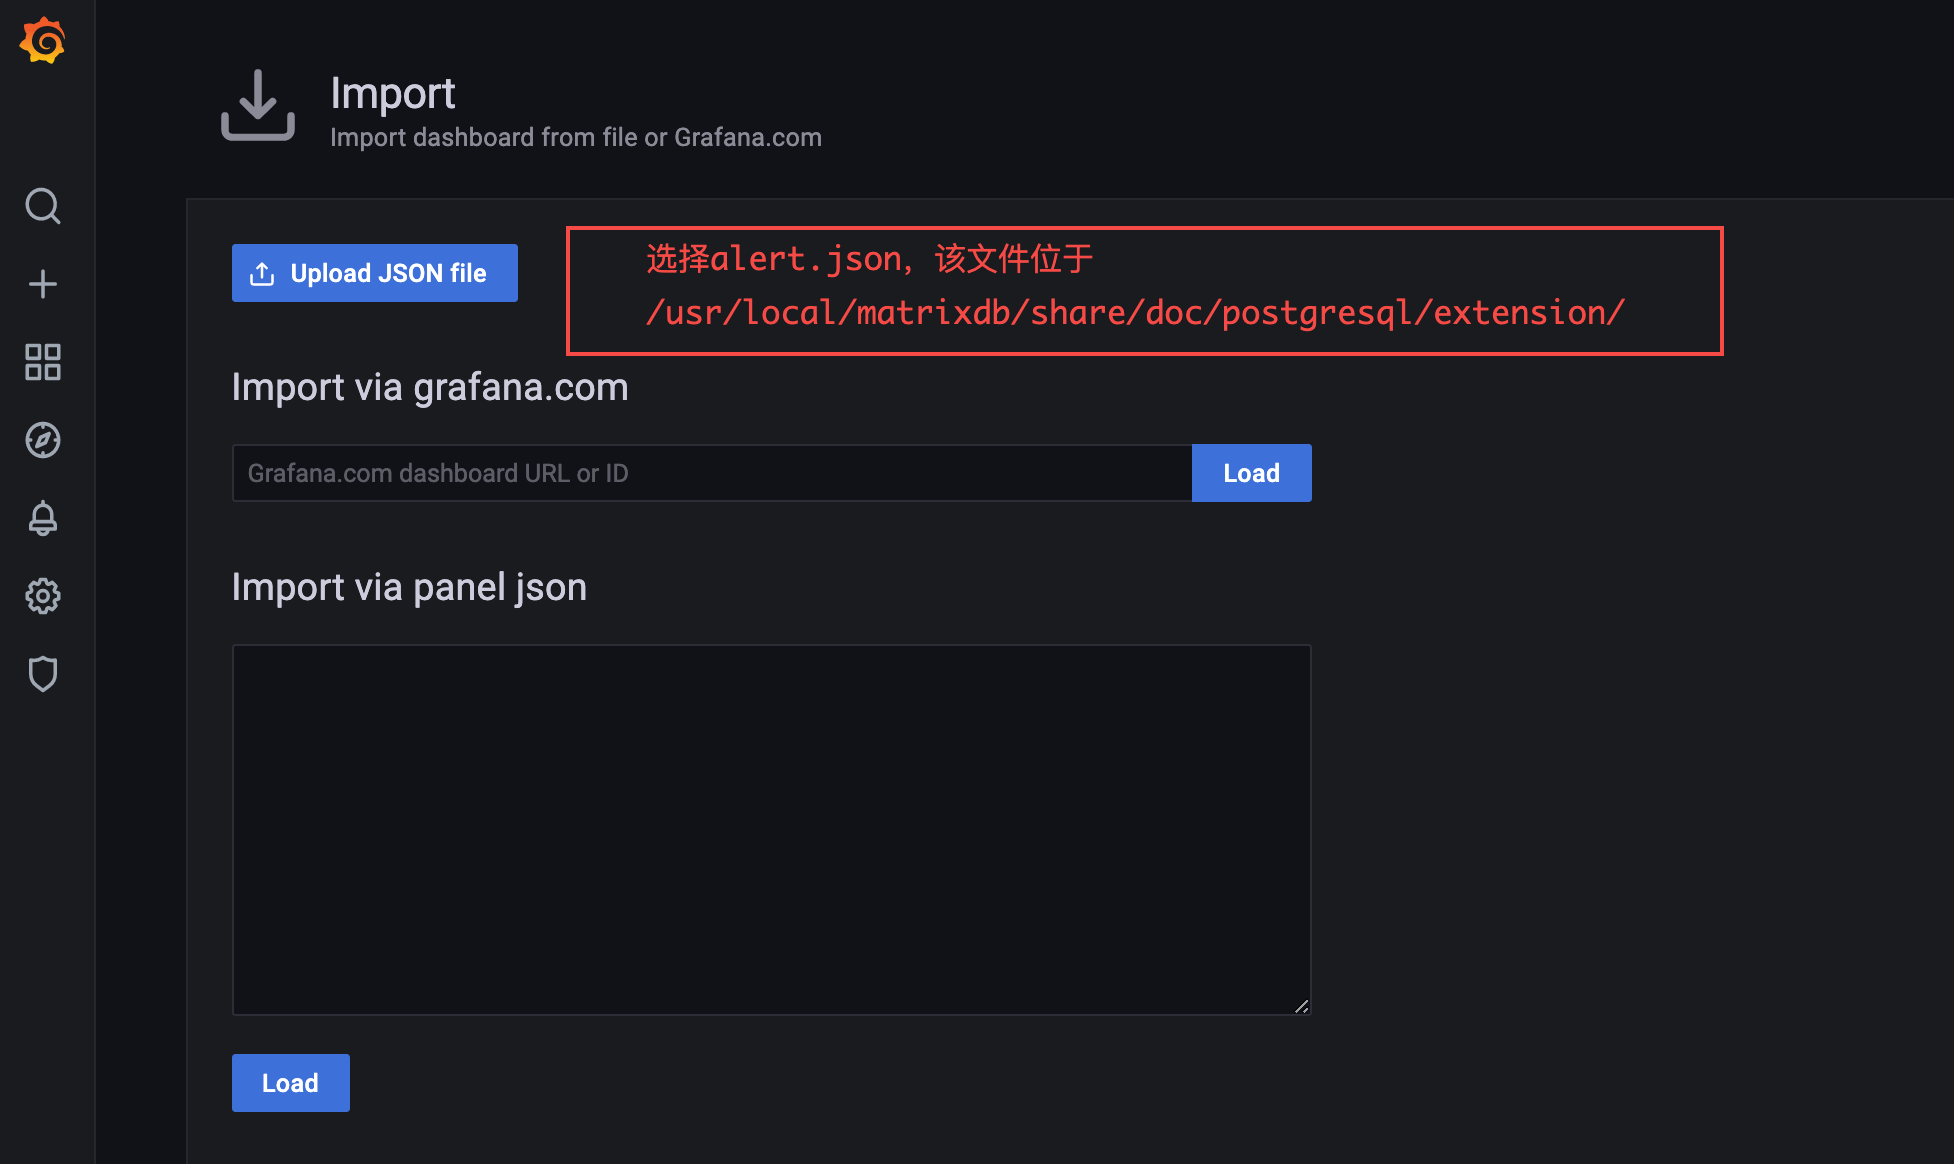 Import
Import dashboard from file or Grafana.com
Upload JSON file
选择alert.json，该文件位于
/usr/local/matrixdb/share/doc/postgresql/extension/
Import via grafana.com
Grafana.com dashboard URL or ID
Load
Import via panel json
Load